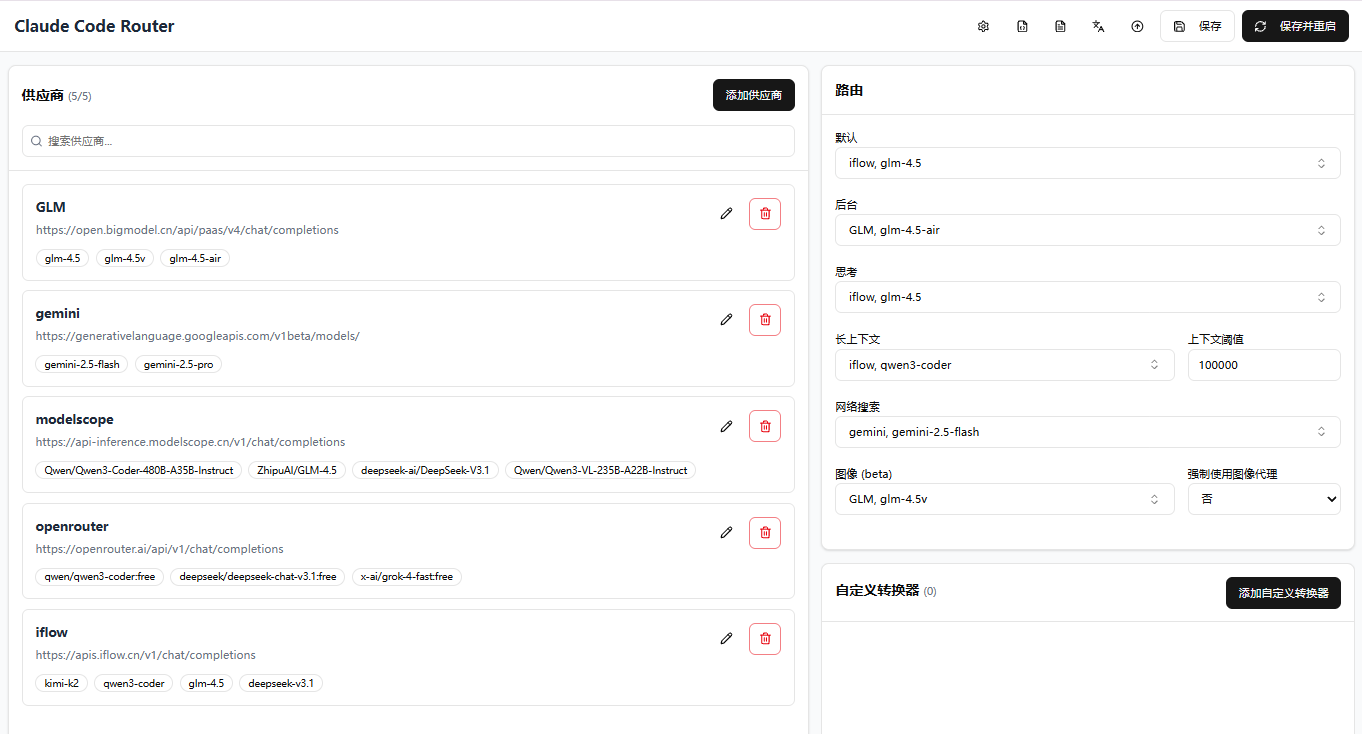 Claude Code Router
保存
保存并重启
供应商 (5/5)
添加供应商
搜索供应商...
GLM
https://open.bigmodel.cn/api/paas/v4/chat/completions
glm-4.5 glm-4.5v glm-4.5-air
gemini
https://generativelanguage.googleapis.com/v1beta/models/
gemini-2.5-flash gemini-2.5-pro
modelscope
https://api-inference.modelscope.cn/v1/chat/completions
Qwen/Qwen3-Coder-480B-A35B-Instruct ZhipuAI/GLM-4.5 deepseek-ai/DeepSeek-V3.1 Qwen/Qwen3-VL-235B-A22B-Instruct
openrouter
https://openrouter.ai/api/v1/chat/completions
qwen/qwen3-coder:free deepseek/deepseek-chat-v3.1:free x-ai/grok-4-fast:free
iflow
https://apis.iflow.cn/v1/chat/completions
kimi-k2 qwen3-coder glm-4.5 deepseek-v3.1
路由
默认
iflow, glm-4.5
后台
GLM, glm-4.5-air
思考
iflow, glm-4.5
长上下文 上下文阈值
iflow, qwen3-coder 100000
网络搜索
gemini, gemini-2.5-flash
图像 (beta) 强制使用图像代理
GLM, glm-4.5v 否
自定义转换器 (0)
添加自定义转换器